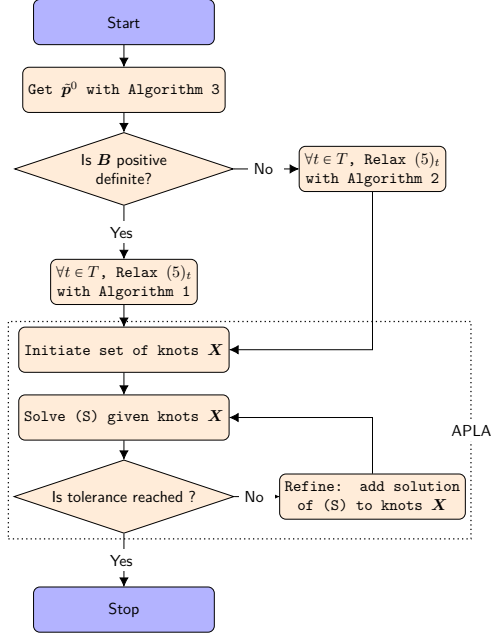 Start
Get $\tilde{p}^0$ with Algorithm 3
Is $B$ positive
definite?
No
∀t ∈ T, Relax (5)ₜ
with Algorithm 2
Yes
∀t ∈ T, Relax (5)ₜ
with Algorithm 1
Initiate set of knots X
Solve (S) given knots X
APLA
Is tolerance reached ?
No
Refine: add solution
of (S) to knots X
Yes
Stop